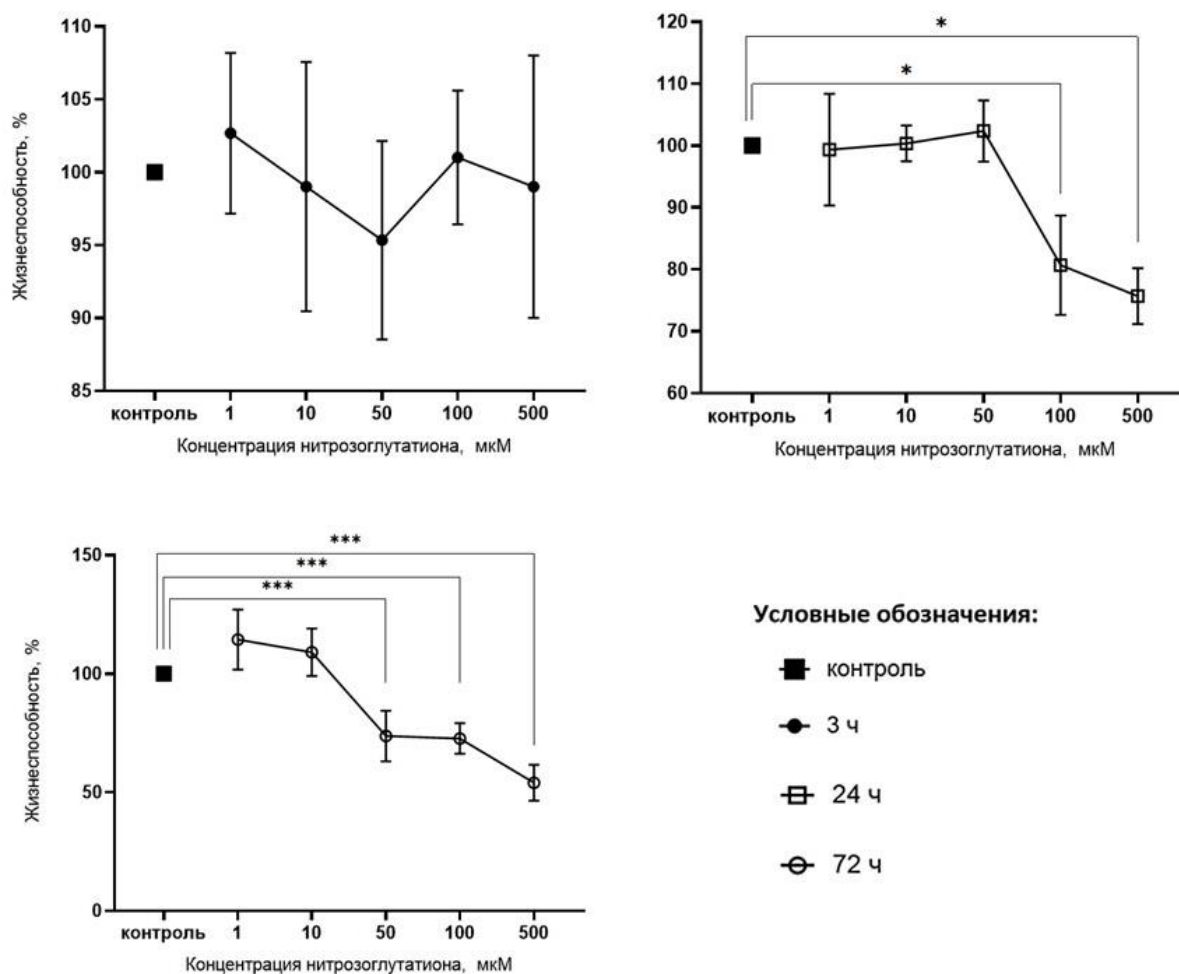 110
105
100
95
90
85
Жизнеспособность, %
контроль 1 10 50 100 500
Концентрация нитрозоглутатиона, мкМ
120
110
100
90
80
70
60
*
*
контроль 1 10 50 100 500
Концентрация нитрозоглутатиона, мкМ
150
100
50
0
Жизнеспособность, %
***
***
***
контроль 1 10 50 100 500
Концентрация нитрозоглутатиона, мкМ
Условные обозначения:
контроль
3 ч
24 ч
72 ч